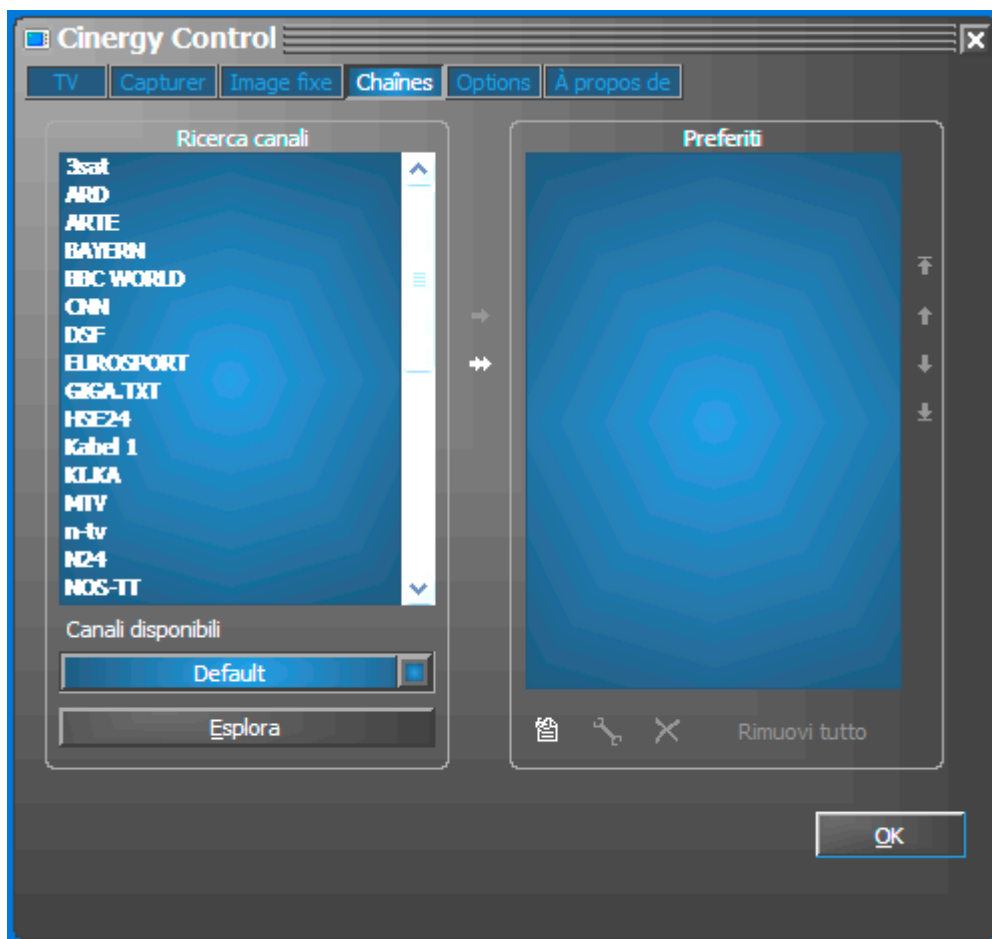 Cinergy Control
TV Capturer Image fixe Chaînes Options À propos de
Ricerca canali
3sat
ARD
ARTE
BAYERN
BBC WORLD
CNN
DSF
EUROSPORT
GIGA.TXT
HSE24
Kabel 1
KI.KA
MTV
n-tv
N24
NOS-TT
Canali disponibili
Default
Esplora
Preferiti
Rimuovi tutto
OK